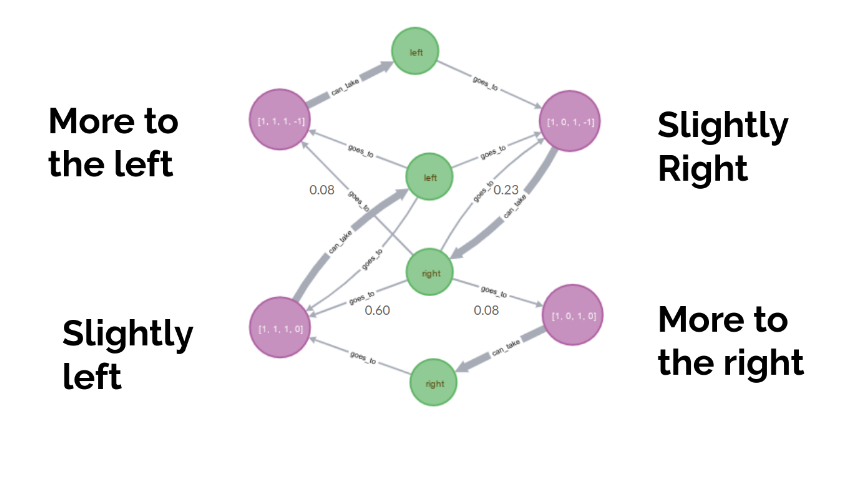 left
can_take
goes_to
More to
the left
[1, 1, 1, -1]
[1, 0, 1, -1]
Slightly
Right
goes_to
goes_to
left
0.08
goes_to
goes_to
0.23
can_take
can_take
goes_to
right
goes_to
goes_to
0.60
0.08
[1, 1, 1, 0]
[1, 0, 1, 0]
Slightly
left
More to
the right
can_take
goes_to
right